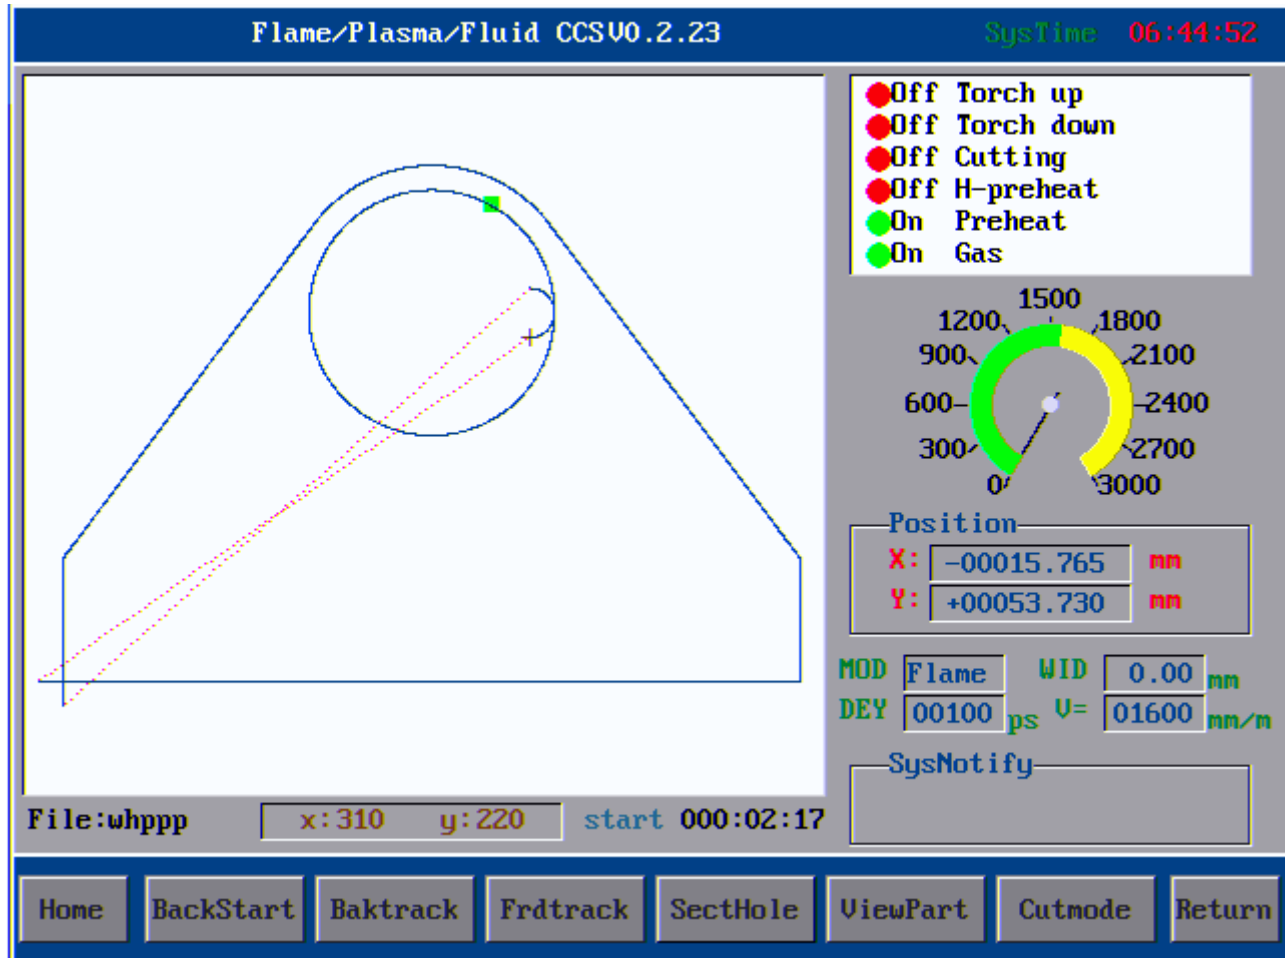 Flame/Plasma/Fluid CCSV0.2.23 SysTime 06:44:52
Off Torch up
Off Torch down
Off Cutting
Off H-preheat
On Preheat
On Gas
1500
1200 1800
900 2100
600 2400
300 2700
0 3000
Position
X: -00015.765 mm
Y: +00053.730 mm
MOD Flame WID 0.00 mm
DEY 00100 ps V= 01600 mm/m
SysNotify
File:whppp x:310 y:220 start 000:02:17
Home BackStart Baktrack Frdtrack SectHole ViewPart Cutmode Return